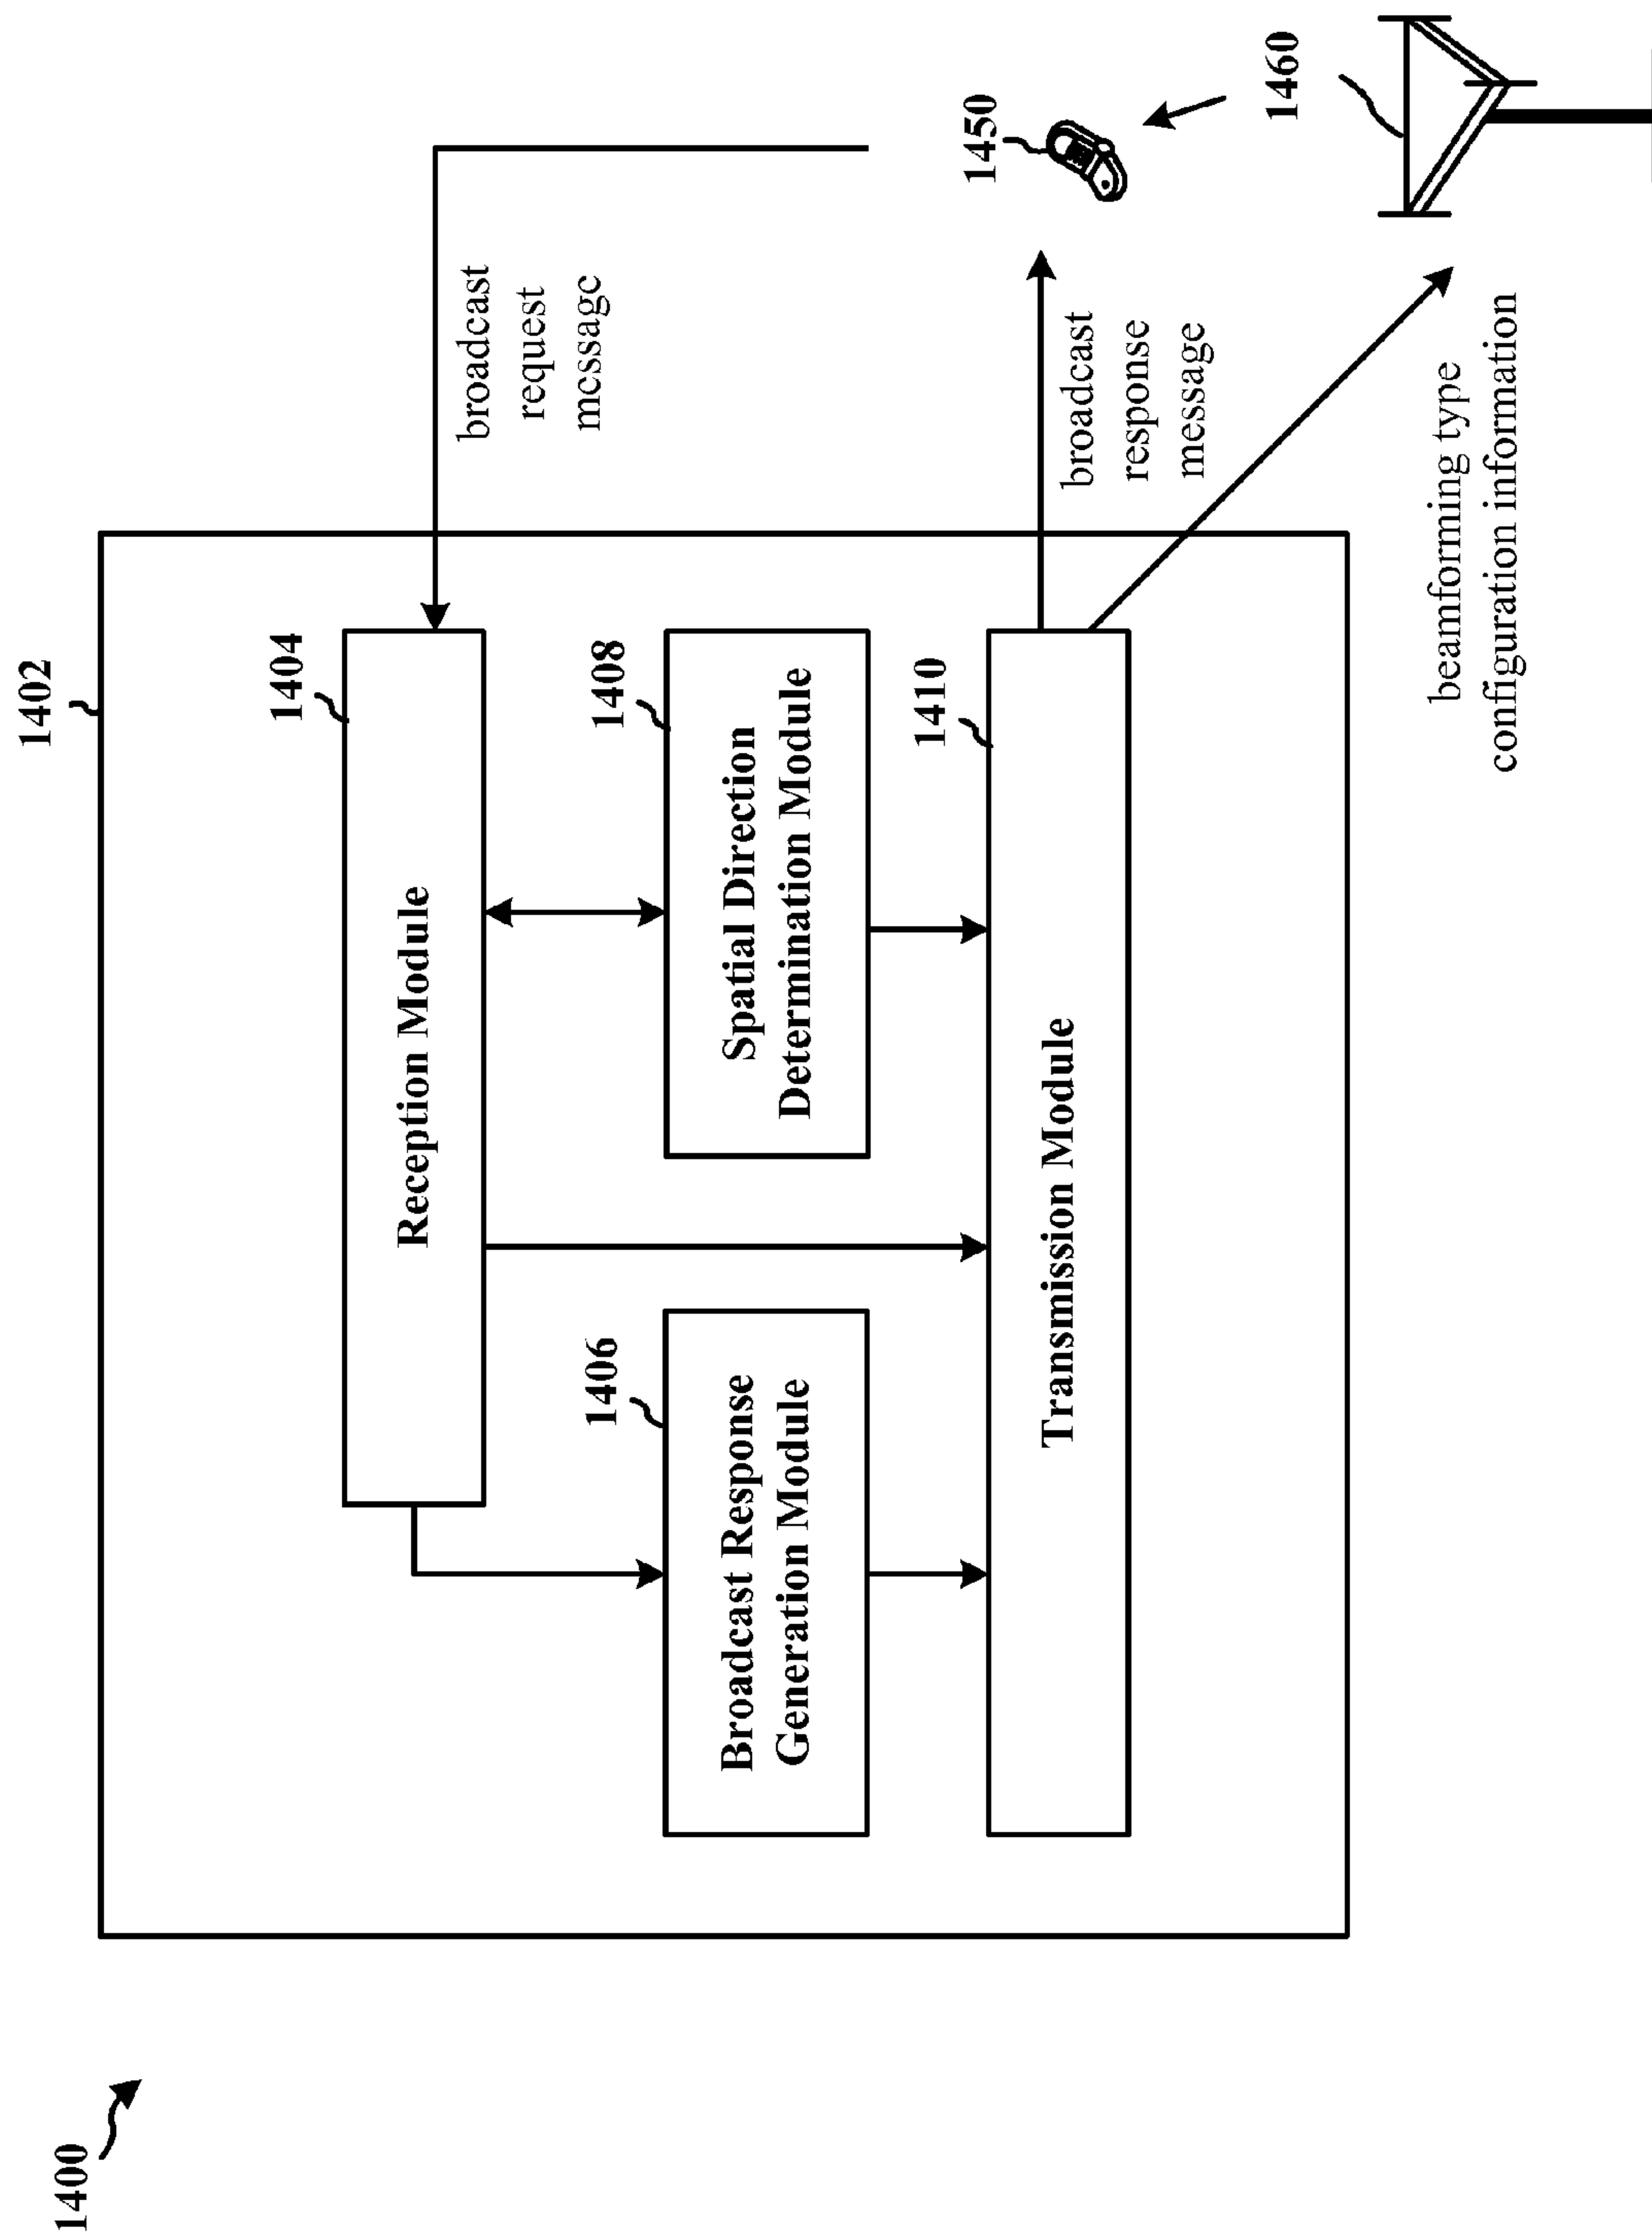 1400
1402
1404
Reception Module
broadcast
request
message
1406
Broadcast Response
Generation Module
1408
Spatial Direction
Determination Module
1410
Transmission Module
broadcast
response
message
beamforming type
configuration information
1450
1460